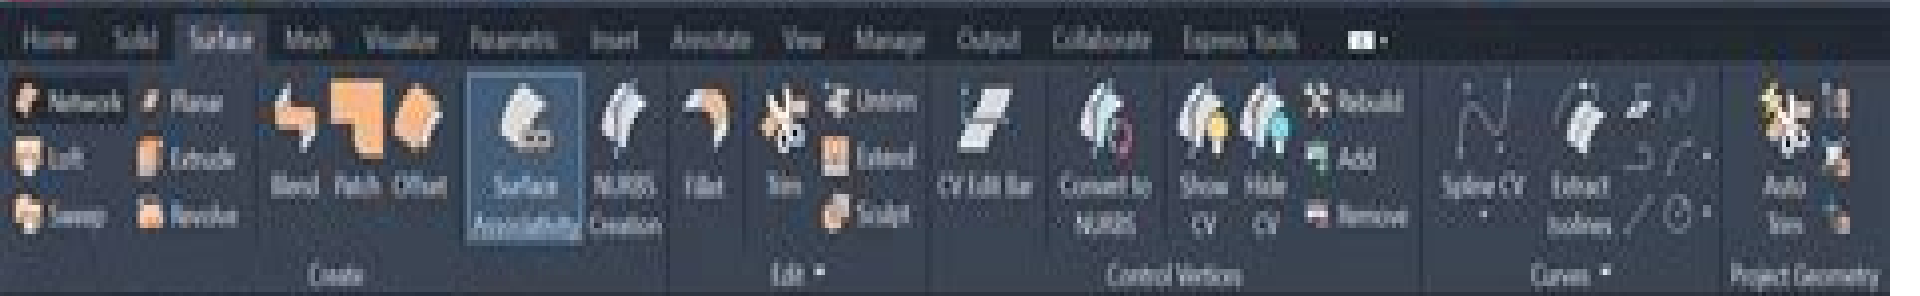 Home Solid Surface Mesh Visualize Parametric Insert Annotate View Manage Output Collaborate Express Tools
Network
Loft
Sweep
Planar
Extrude
Revolve
Blend
Patch
Offset
Surface
Associativity
NURBS
Creation
Create
Fillet
Trim
Untrim
Extend
Sculpt
Edit
CV Edit Bar
Convert to
NURBS
Show
CV
Hide
CV
Rebuild
Add
Remove
Control Vertices
Spline CV
Extract
Isolines
Curves
Auto
Trim
Project Geometry